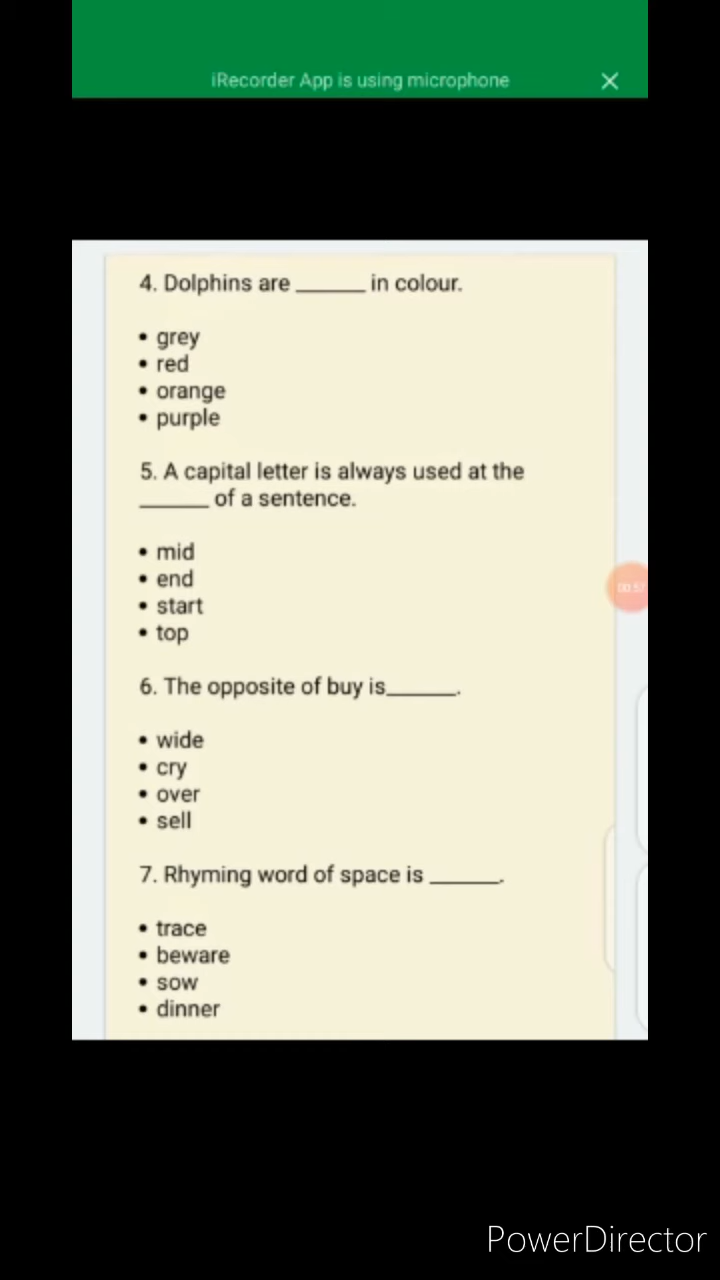 iRecorder App is using microphone
4. Dolphins are ______ in colour.
• grey
• red
• orange
• purple
5. A capital letter is always used at the
______ of a sentence.
• mid
• end
• start
• top
6. The opposite of buy is______.
• wide
• cry
• over
• sell
7. Rhyming word of space is ______.
• trace
• beware
• sow
• dinner
PowerDirector